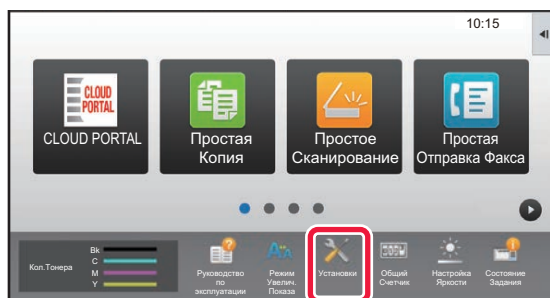 10:15
CLOUD
PORTAL
CLOUD PORTAL
Простая
Копия
Простое
Сканирование
Простая
Отправка Факса
Кол.Тонера
Bk
C
M
Y
Руководство
по
эксплуатации
Режим
Увелич.
Показа
Установки
Общий
Счетчик
Настройка
Яркости
Состояние
Задания